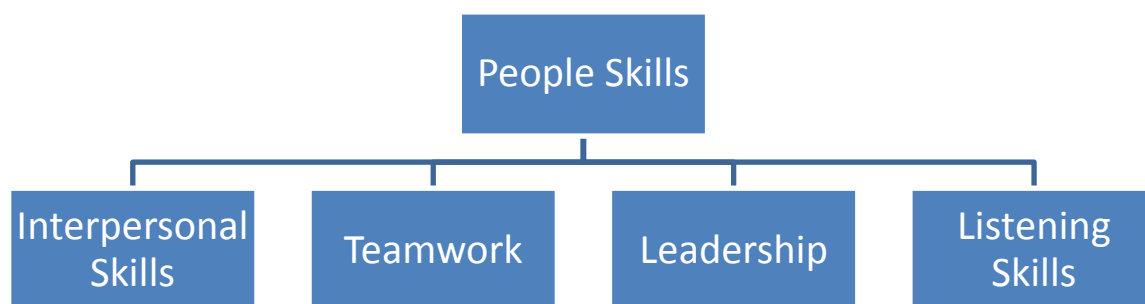 People Skills
Interpersonal
Skills
Teamwork
Leadership
Listening
Skills